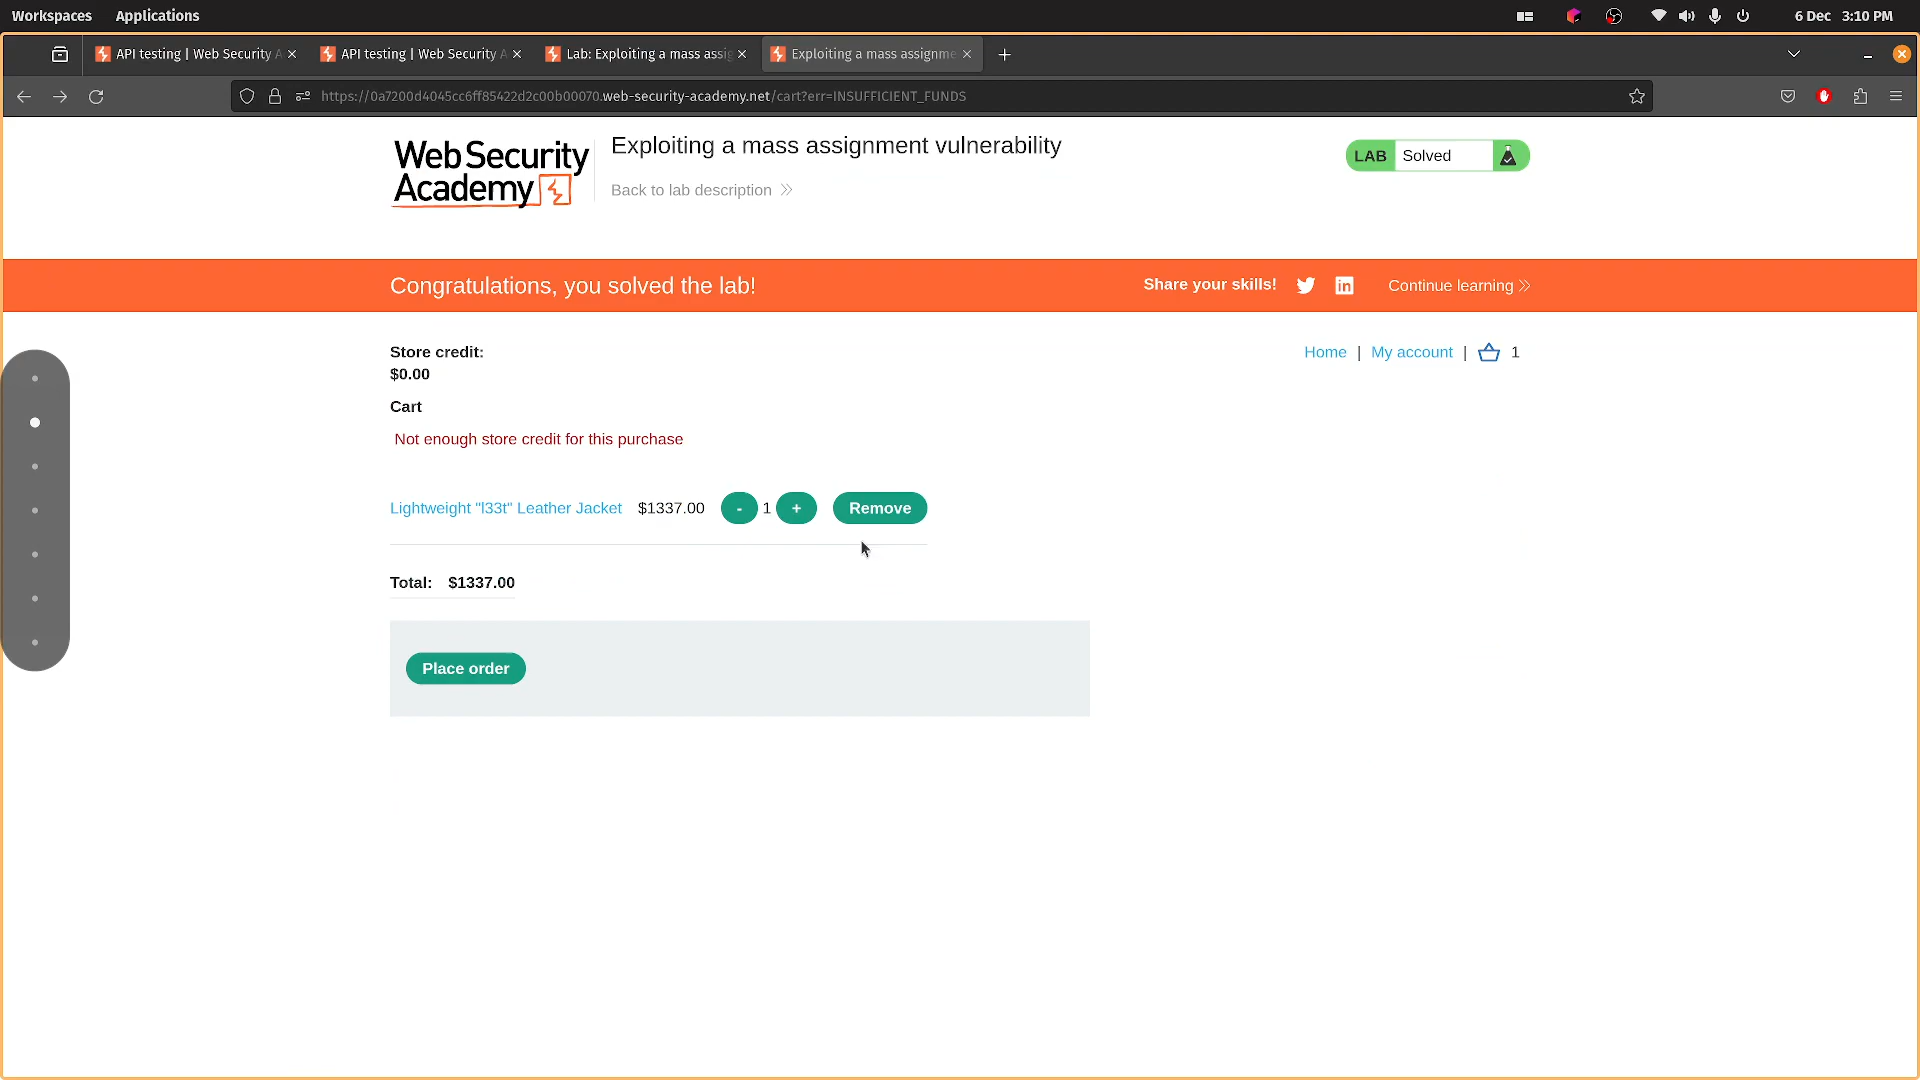 Workspaces Applications 6 Dec 3:10 PM
API testing | Web Security A API testing | Web Security A Lab: Exploiting a mass assig Exploiting a mass assignme
https://0a7200d4045cc6ff85422d2c00b00070.web-security-academy.net/cart?err=INSUFFICIENT_FUNDS
Web Security
Academy
Exploiting a mass assignment vulnerability
Back to lab description
LAB Solved
Congratulations, you solved the lab! Share your skills! Continue learning
Store credit:
$0.00
Home | My account | 1
Cart
Not enough store credit for this purchase
Lightweight "l33t" Leather Jacket $1337.00 - 1 + Remove
Total: $1337.00
Place order